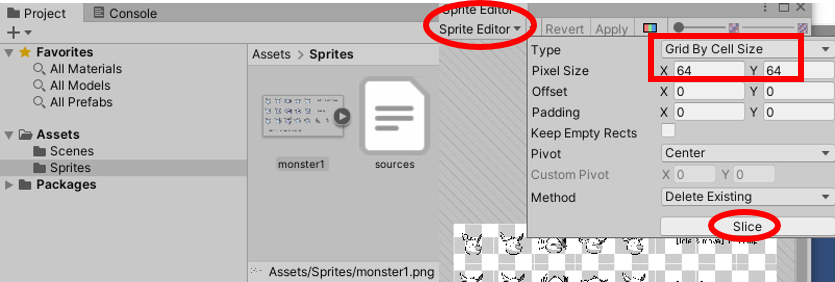 Project
Console
Favorites
All Materials
All Models
All Prefabs
Assets
Scenes
Sprites
Packages
Assets > Sprites
monster1
sources
Assets/Sprites/monster1.png
Sprite Editor
Sprite Editor Revert Apply
Type Grid By Cell Size
Pixel Size X 64 Y 64
Offset X 0 Y 0
Padding X 0 Y 0
Keep Empty Rects
Pivot Center
Custom Pivot X 0 Y 0
Method Delete Existing
Slice